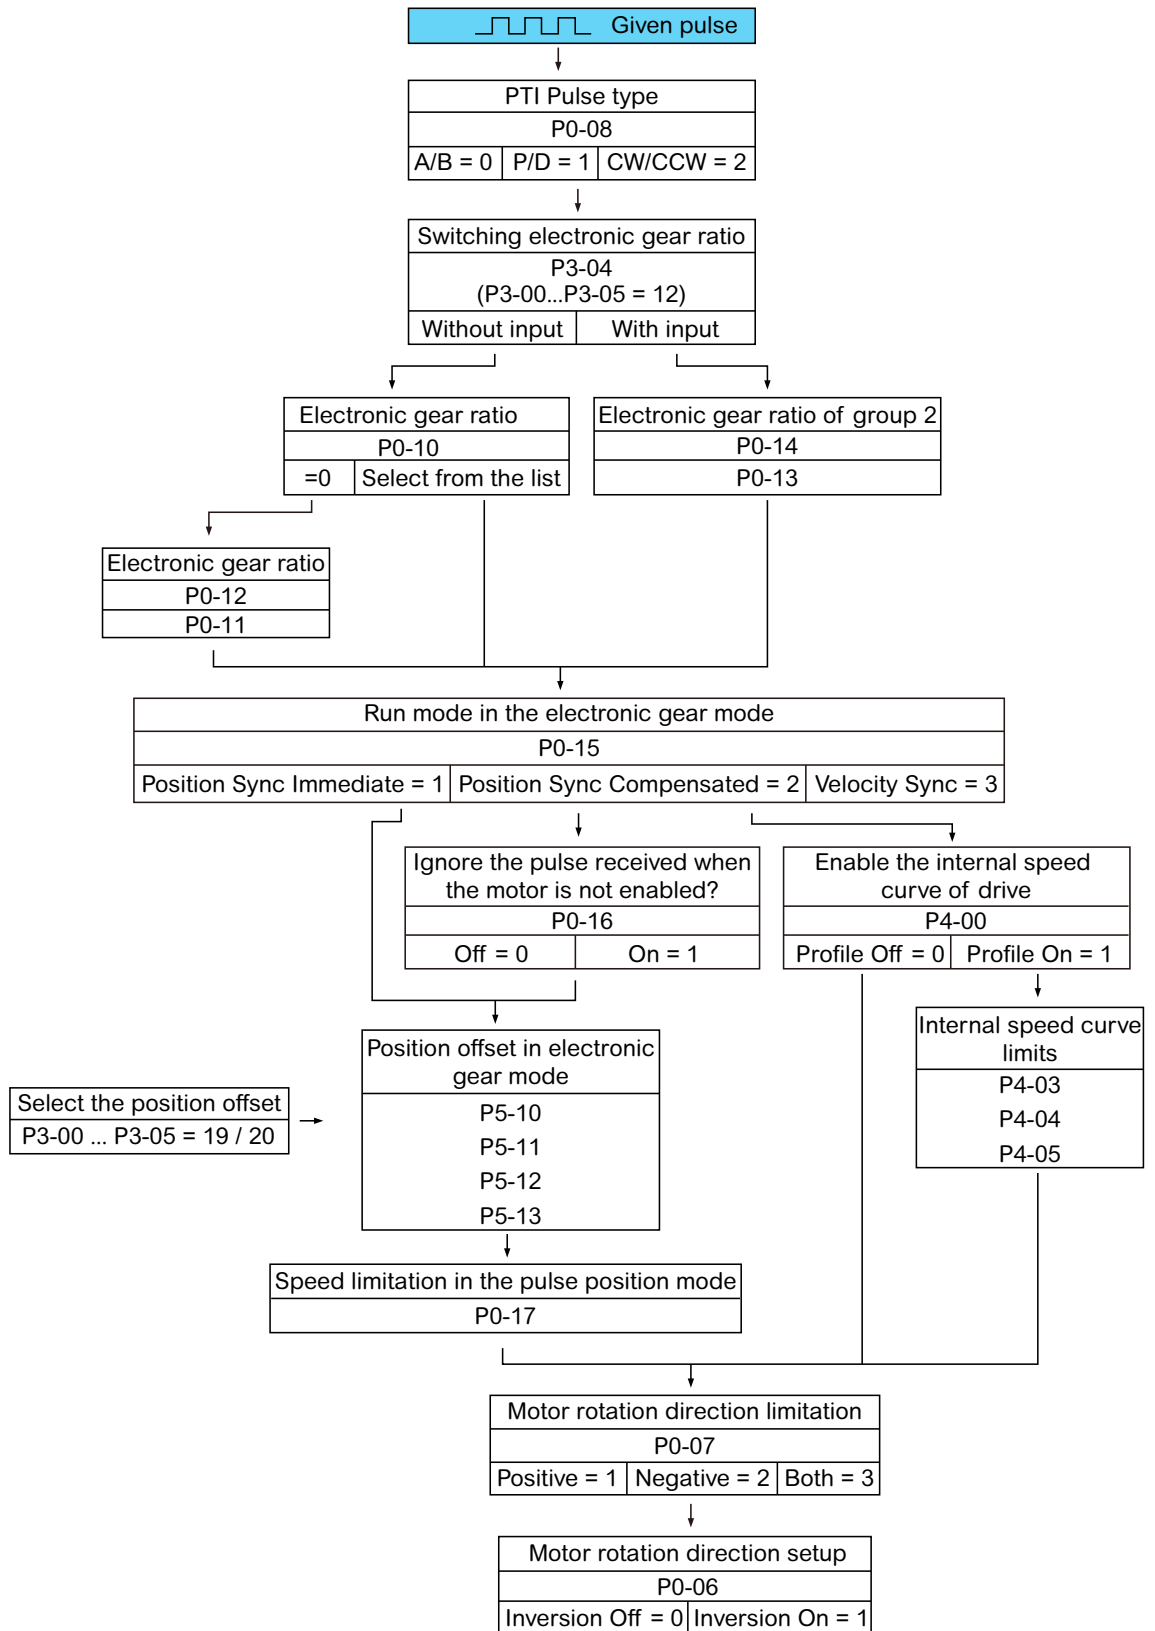 Given pulse
PTI Pulse type
P0-08
A/B = 0 P/D = 1 CW/CCW = 2
Switching electronic gear ratio
P3-04
(P3-00...P3-05 = 12)
Without input With input
Electronic gear ratio
P0-10
=0 Select from the list
Electronic gear ratio of group 2
P0-14
P0-13
Electronic gear ratio
P0-12
P0-11
Run mode in the electronic gear mode
P0-15
Position Sync Immediate = 1 Position Sync Compensated = 2 Velocity Sync = 3
Ignore the pulse received when
the motor is not enabled?
P0-16
Off = 0 On = 1
Enable the internal speed
curve of drive
P4-00
Profile Off = 0 Profile On = 1
Internal speed curve
limits
P4-03
P4-04
P4-05
Position offset in electronic
gear mode
P5-10
P5-11
P5-12
P5-13
Select the position offset
P3-00 ... P3-05 = 19 / 20
Speed limitation in the pulse position mode
P0-17
Motor rotation direction limitation
P0-07
Positive = 1 Negative = 2 Both = 3
Motor rotation direction setup
P0-06
Inversion Off = 0 Inversion On = 1